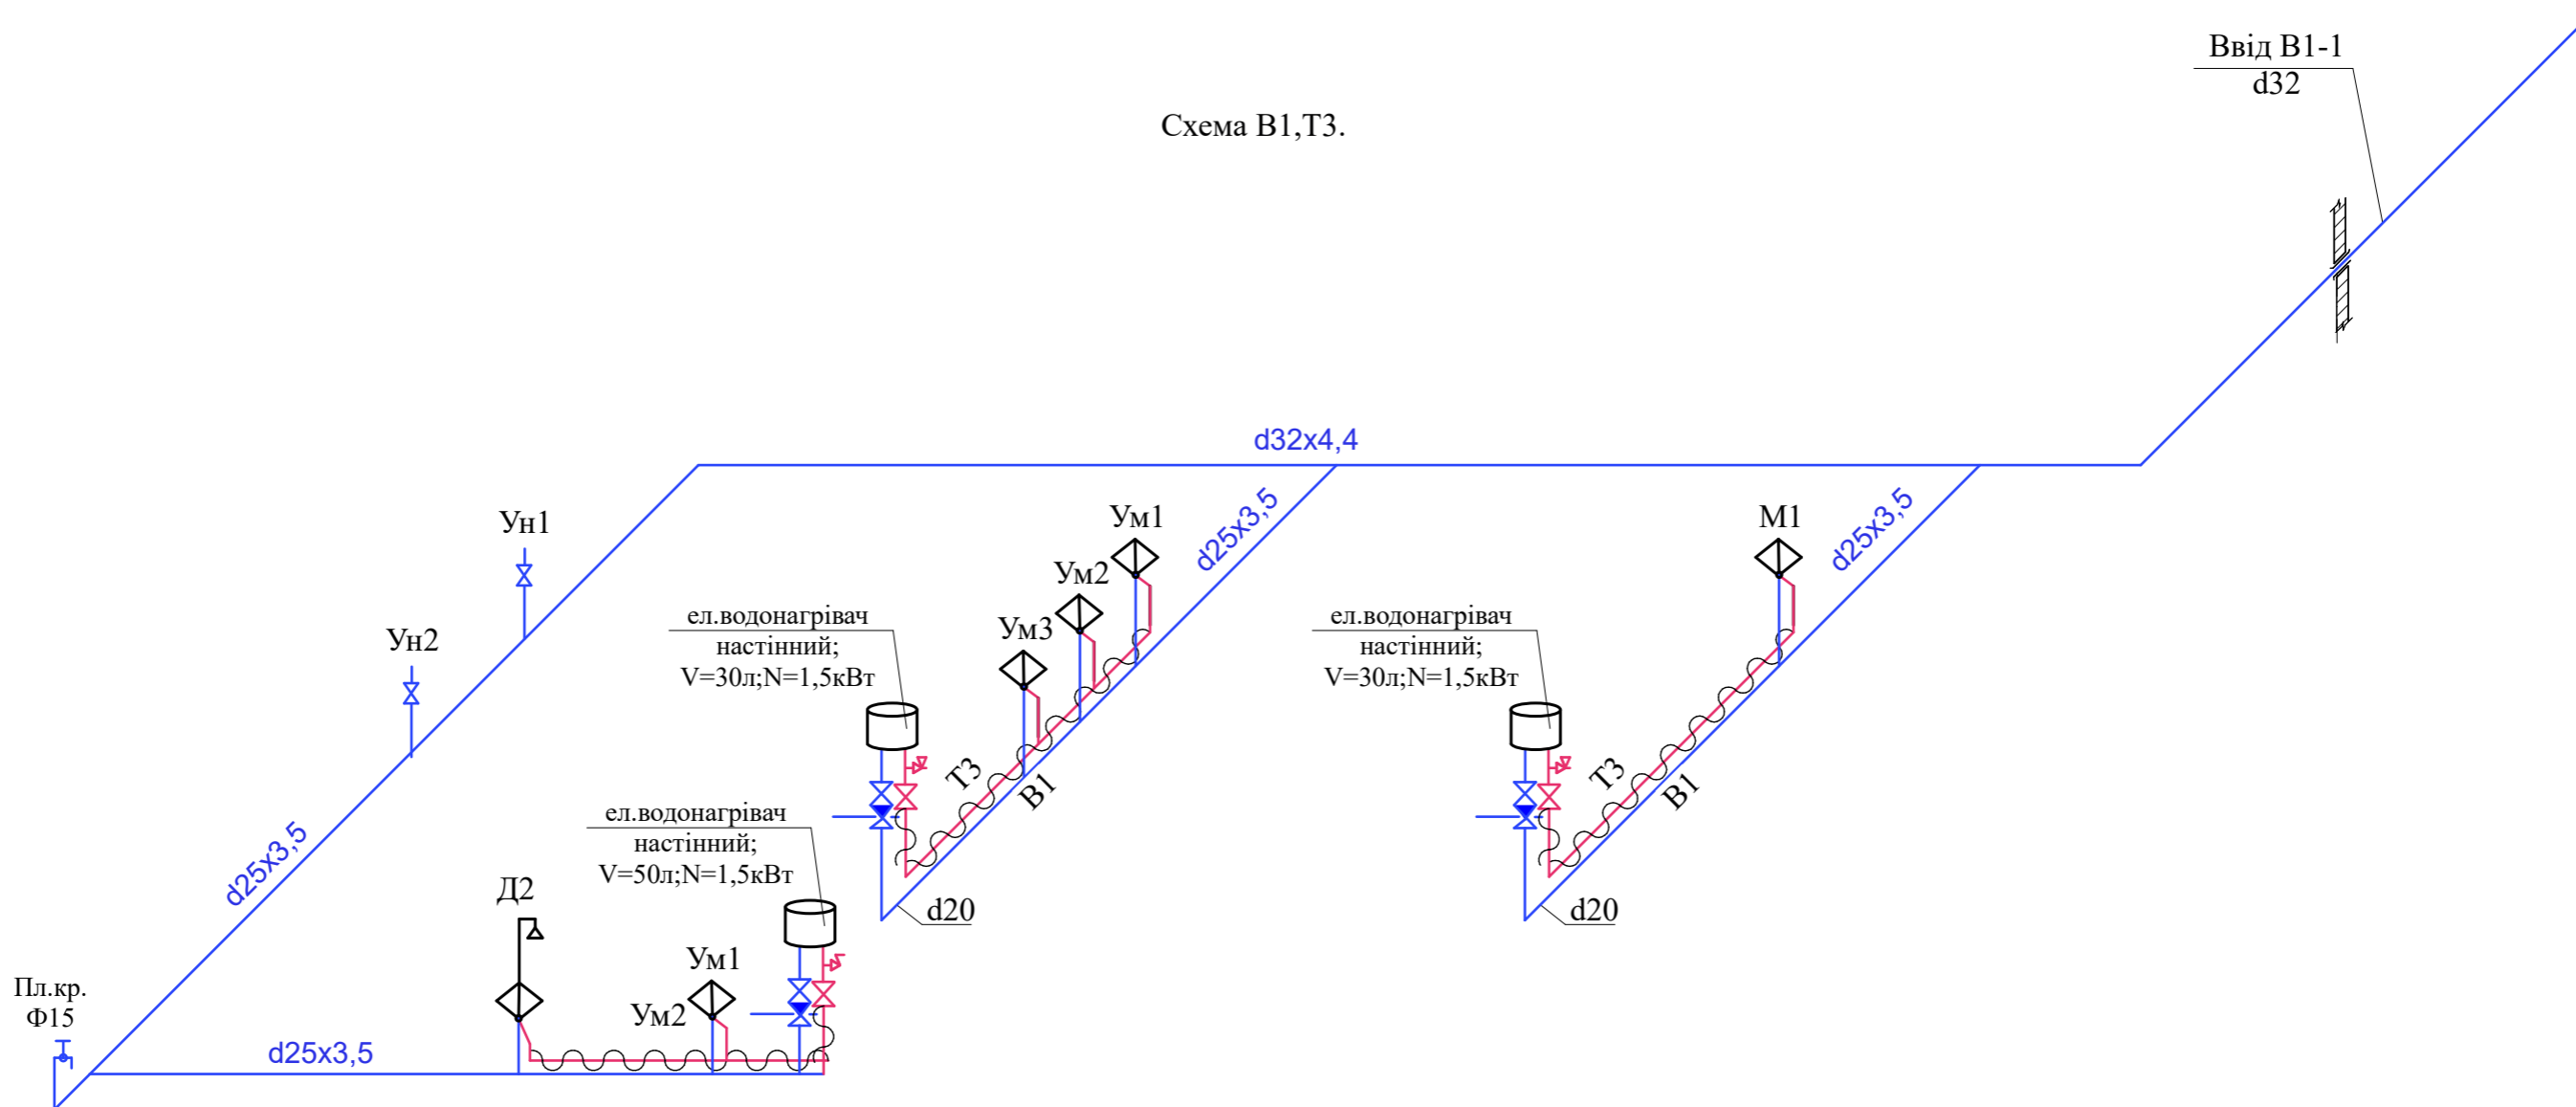 Ввід В1-1
d32
Схема В1,Т3.
d32x4,4
Ун1
Ум1
d25x3,5
М1
d25x3,5
Ум2
Ун2
Ум3
ел.водонагрівач
настінний;
V=30л;N=1,5кВт
ел.водонагрівач
настінний;
V=30л;N=1,5кВт
Т3
В1
Т3
В1
ел.водонагрівач
настінний;
V=50л;N=1,5кВт
d25x3,5
Д2
d20
d20
Ум1
Ум2
Пл.кр.
Ф15
d25x3,5